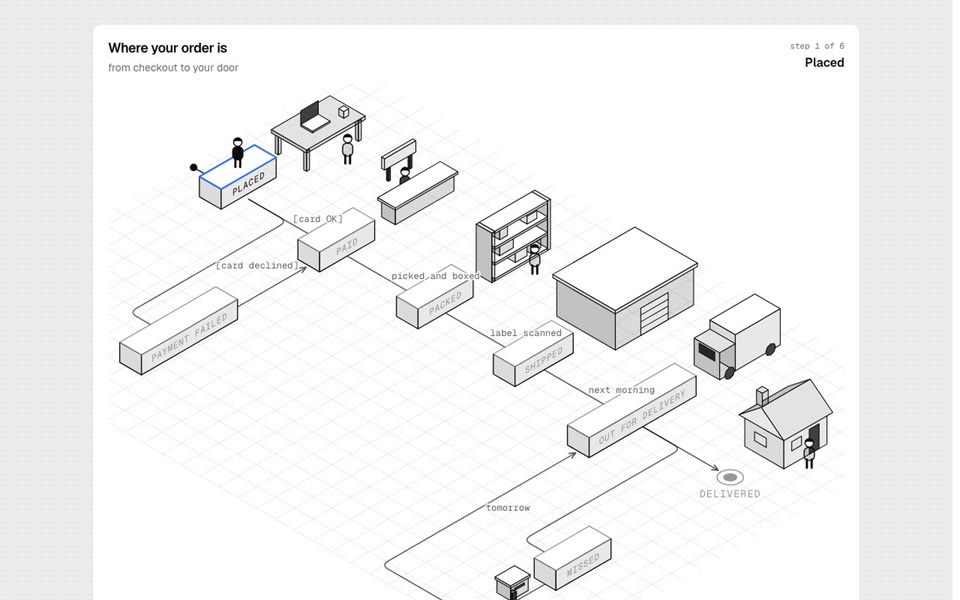 Where your order is
from checkout to your door
step 1 of 6
Placed
PLACED
[card OK]
PAID
[card declined]
PAYMENT FAILED
picked and boxed
PACKED
label scanned
SHIPPED
next morning
OUT FOR DELIVERY
DELIVERED
tomorrow
MISSED